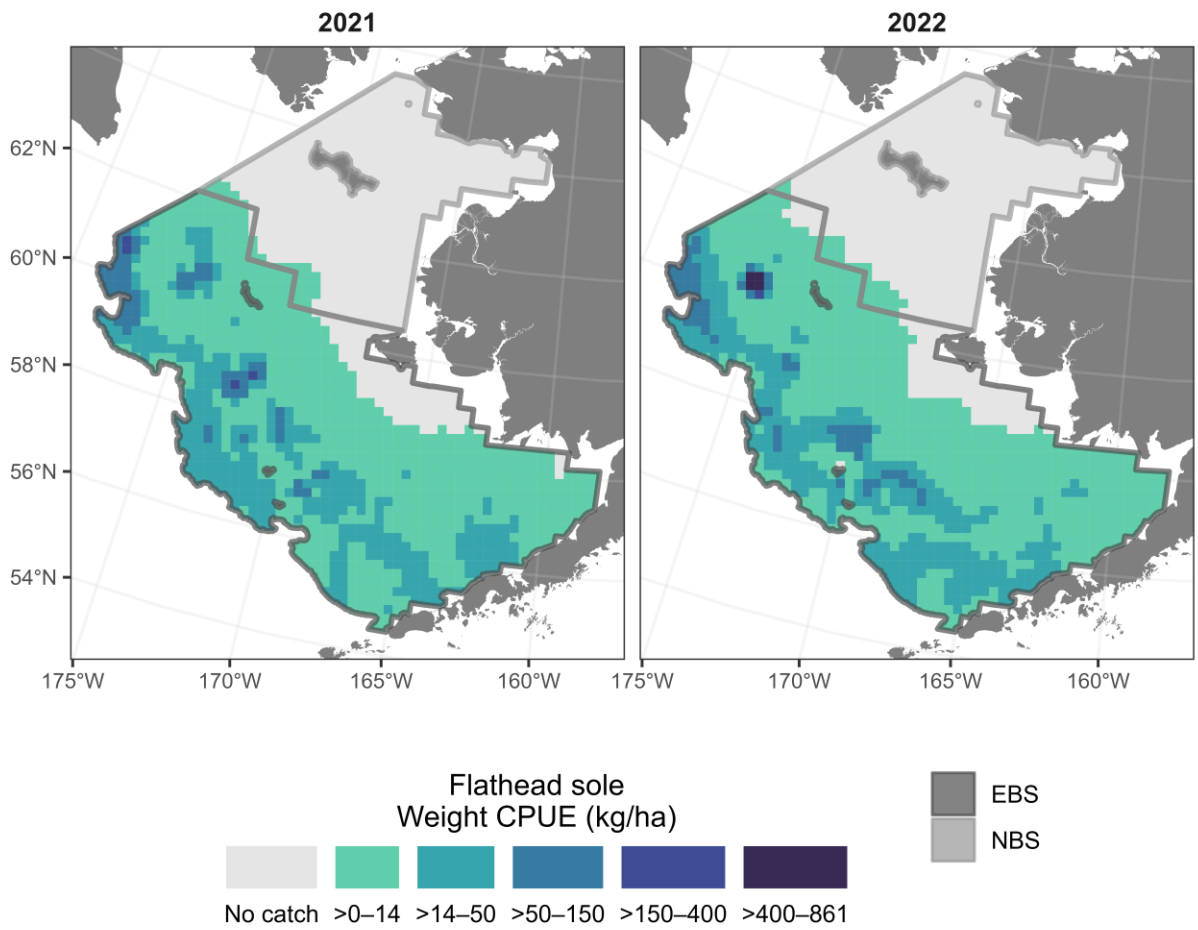 2021
2022
62°N
60°N
58°N
56°N
54°N
175°W
170°W
165°W
160°W
175°W
170°W
165°W
160°W
Flathead sole
Weight CPUE (kg/ha)
No catch
>0–14
>14–50
>50–150
>150–400
>400–861
EBS
NBS